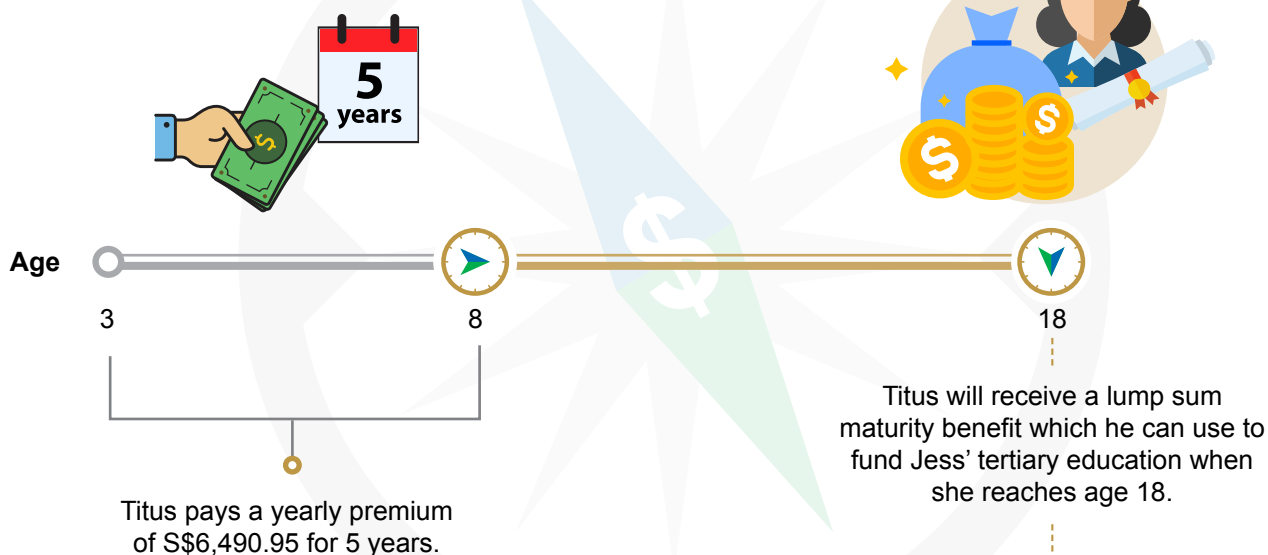 5
years
$
$
$
$
Age
3
8
18
Titus will receive a lump sum
maturity benefit which he can use to
fund Jess’ tertiary education when
she reaches age 18.
Titus pays a yearly premium
of S$6,490.95 for 5 years.